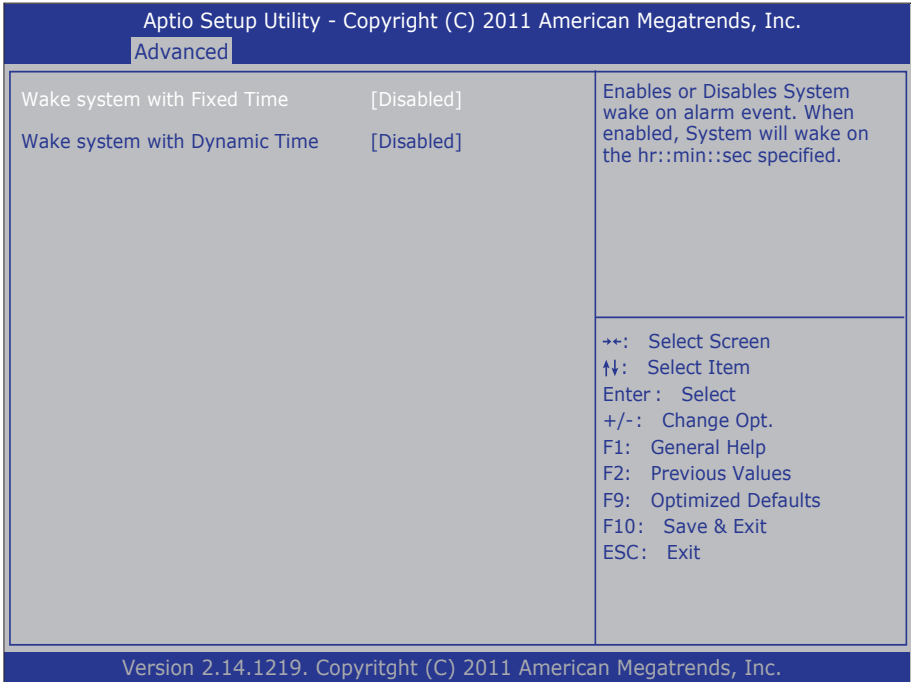 Aptio Setup Utility - Copyright (C) 2011 American Megatrends, Inc.
Advanced
Wake system with Fixed Time [Disabled]
Wake system with Dynamic Time [Disabled]
Enables or Disables System
wake on alarm event. When
enabled, System will wake on
the hr::min::sec specified.
→←: Select Screen
↑↓: Select Item
Enter : Select
+/-: Change Opt.
F1: General Help
F2: Previous Values
F9: Optimized Defaults
F10: Save & Exit
ESC: Exit
Version 2.14.1219. Copyritght (C) 2011 American Megatrends, Inc.